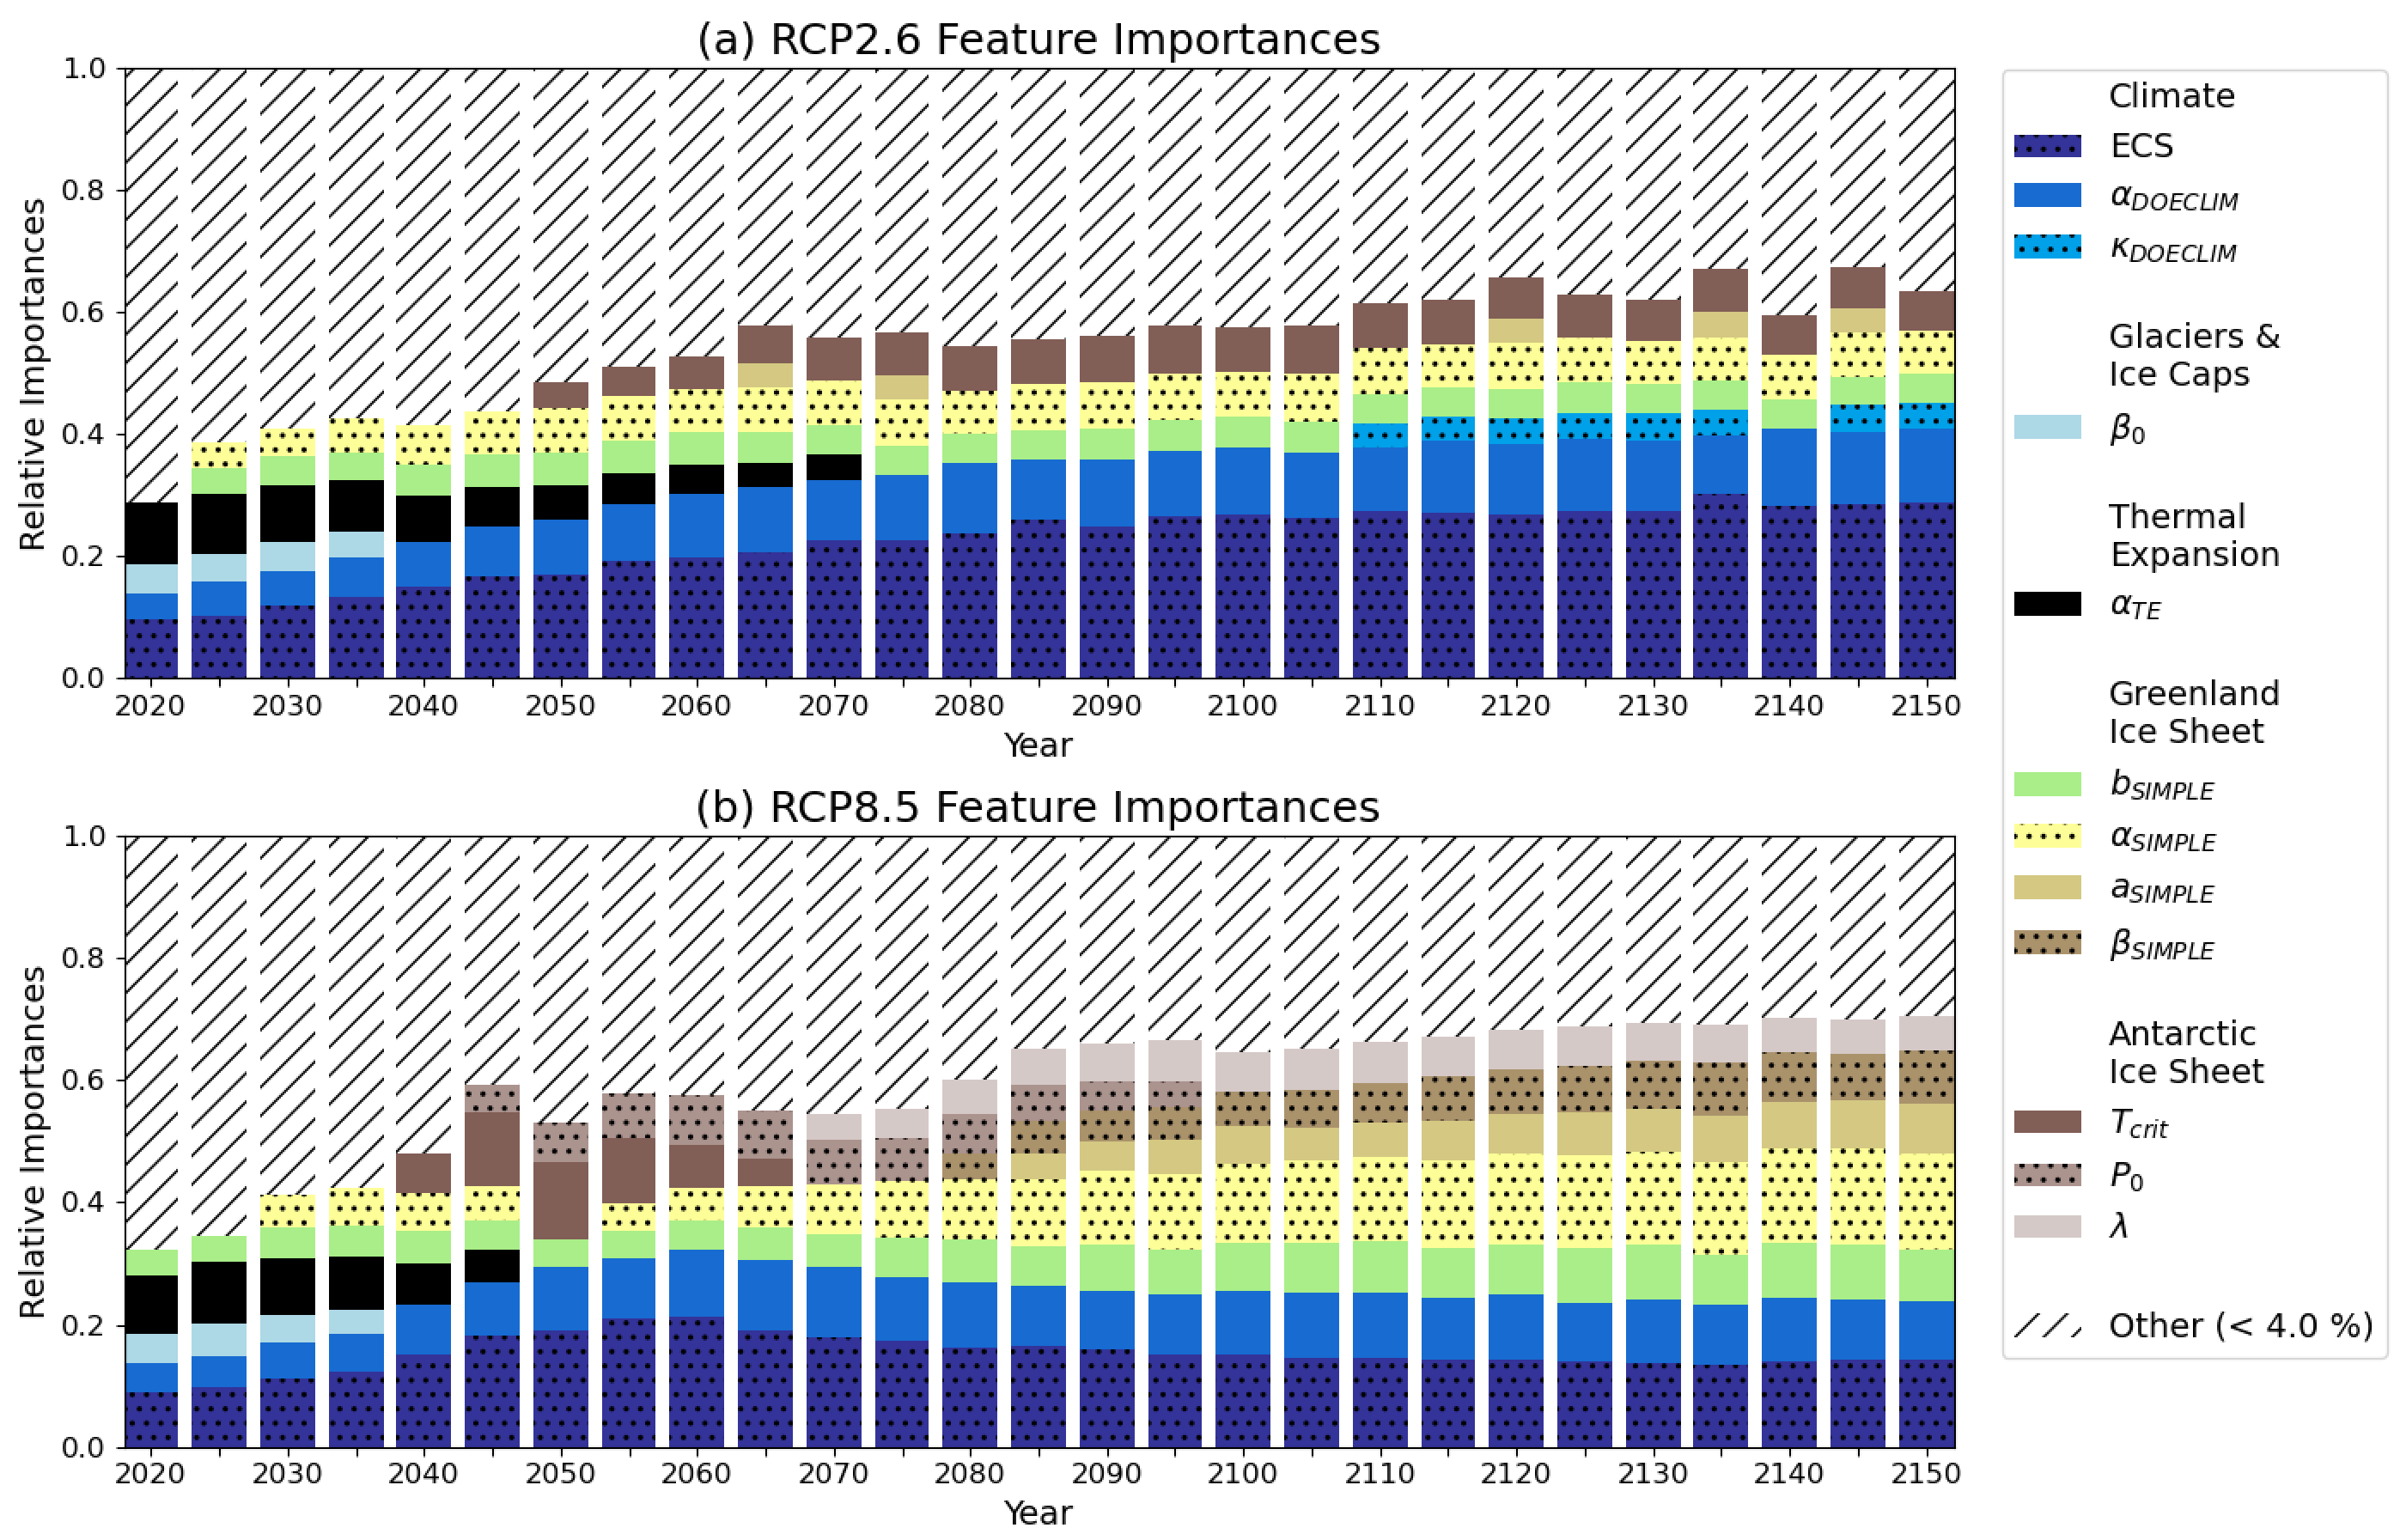 (a) RCP2.6 Feature Importances
1.0
0.8
0.6
0.4
0.2
0.0
Relative Importances
2020 2030 2040 2050 2060 2070 2080 2090 2100 2110 2120 2130 2140 2150
Year
(b) RCP8.5 Feature Importances
1.0
0.8
0.6
0.4
0.2
0.0
Relative Importances
2020 2030 2040 2050 2060 2070 2080 2090 2100 2110 2120 2130 2140 2150
Year
Climate
ECS
α_DOECLIM
κ_DOECLIM
Glaciers &
Ice Caps
β_0
Thermal
Expansion
α_TE
Greenland
Ice Sheet
b_SIMPLE
α_SIMPLE
a_SIMPLE
β_SIMPLE
Antarctic
Ice Sheet
T_crit
P_0
λ
Other (< 4.0 %)